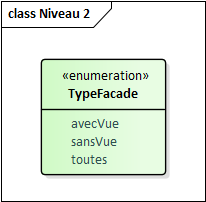 class Niveau 2
«enumeration»
TypeFacade
avecVue
sansVue
toutes